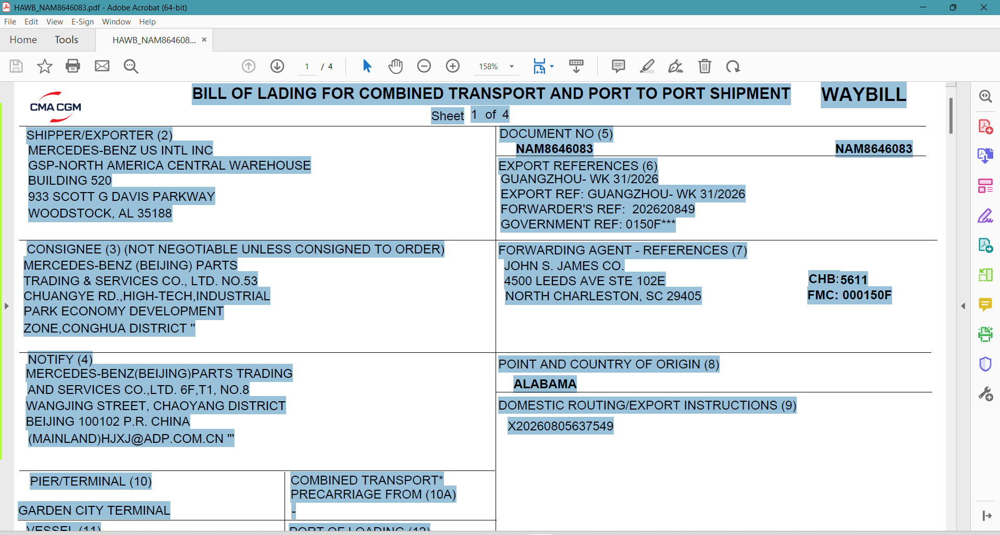 HAWB_NAM8646083.pdf - Adobe Acrobat (64-bit)
File Edit View E-Sign Window Help
Home Tools HAWB_NAM864608... ×
1 / 4 158%
CMA CGM
BILL OF LADING FOR COMBINED TRANSPORT AND PORT TO PORT SHIPMENT WAYBILL
Sheet 1 of 4
SHIPPER/EXPORTER (2)
MERCEDES-BENZ US INTL INC
GSP-NORTH AMERICA CENTRAL WAREHOUSE
BUILDING 520
933 SCOTT G DAVIS PARKWAY
WOODSTOCK, AL 35188
DOCUMENT NO (5)
NAM8646083 NAM8646083
EXPORT REFERENCES (6)
GUANGZHOU- WK 31/2026
EXPORT REF: GUANGZHOU- WK 31/2026
FORWARDER'S REF: 202620849
GOVERNMENT REF: 0150F***
CONSIGNEE (3) (NOT NEGOTIABLE UNLESS CONSIGNED TO ORDER)
MERCEDES-BENZ (BEIJING) PARTS
TRADING & SERVICES CO., LTD. NO.53
CHUANGYE RD.,HIGH-TECH,INDUSTRIAL
PARK ECONOMY DEVELOPMENT
ZONE,CONGHUA DISTRICT "
FORWARDING AGENT - REFERENCES (7)
JOHN S. JAMES CO.
4500 LEEDS AVE STE 102E
NORTH CHARLESTON, SC 29405
CHB: 5611
FMC: 000150F
NOTIFY (4)
MERCEDES-BENZ(BEIJING)PARTS TRADING
AND SERVICES CO.,LTD. 6F,T1, NO.8
WANGJING STREET, CHAOYANG DISTRICT
BEIJING 100102 P.R. CHINA
(MAINLAND)HJXJ@ADP.COM.CN "'
POINT AND COUNTRY OF ORIGIN (8)
ALABAMA
DOMESTIC ROUTING/EXPORT INSTRUCTIONS (9)
X20260805637549
PIER/TERMINAL (10)
GARDEN CITY TERMINAL
COMBINED TRANSPORT*
PRECARRIAGE FROM (10A)
-
VESSEL (11)
PORT OF LOADING (12)